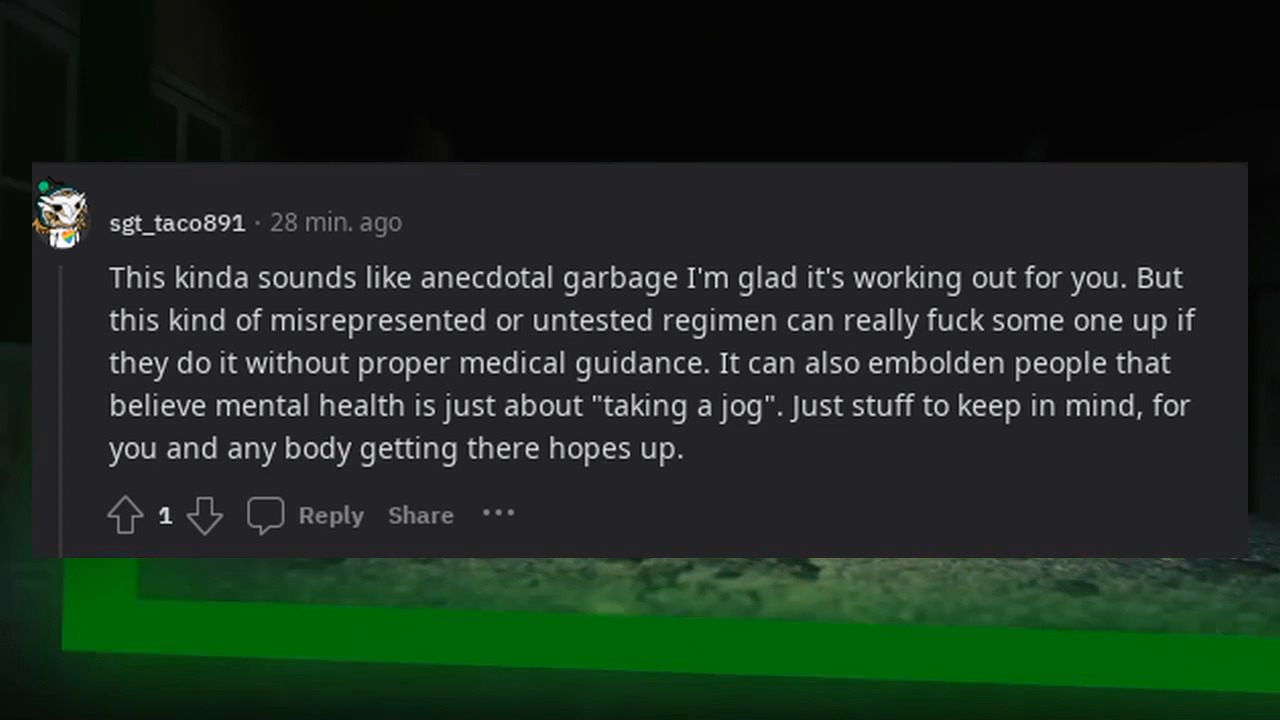 sgt_taco891 · 28 min. ago
This kinda sounds like anecdotal garbage I'm glad it's working out for you. But
this kind of misrepresented or untested regimen can really fuck some one up if
they do it without proper medical guidance. It can also embolden people that
believe mental health is just about "taking a jog". Just stuff to keep in mind, for
you and any body getting there hopes up.
1 Reply Share ...